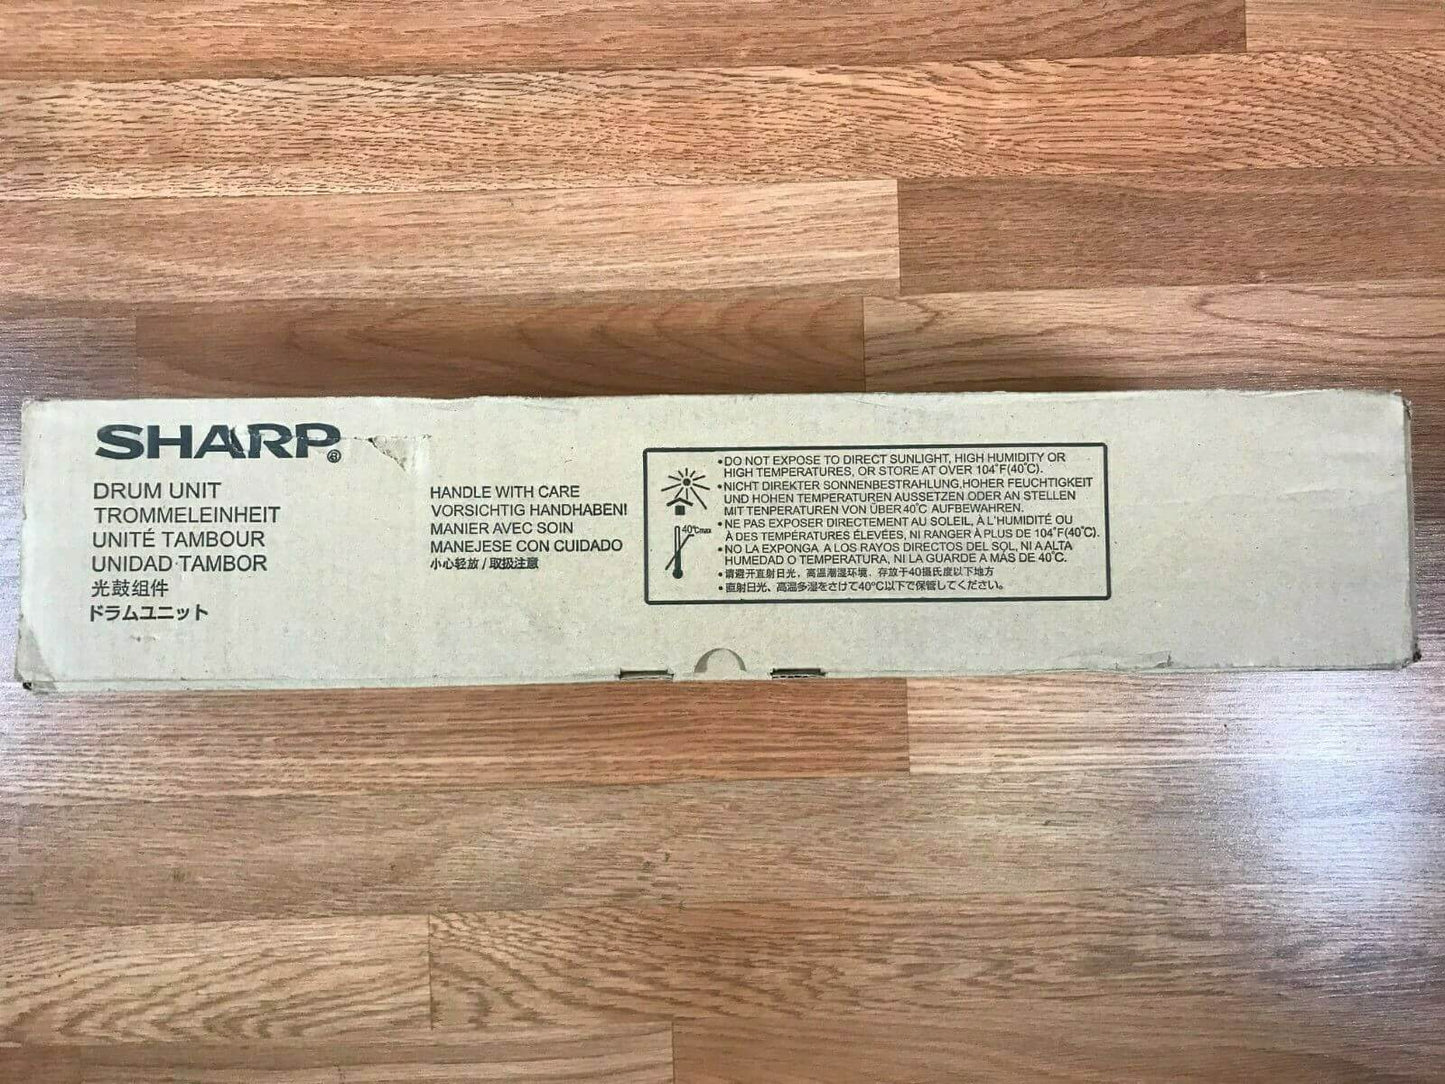 SHARP®
DRUM UNIT
TROMMELEINHEIT
UNITÉ TAMBOUR
UNIDAD TAMBOR
光鼓组件
ドラムユニット
HANDLE WITH CARE
VORSICHTIG HANDHABEN!
MANIER AVEC SOIN
MANEJESE CON CUIDADO
小心轻放 / 取扱注意
40℃max
•DO NOT EXPOSE TO DIRECT SUNLIGHT, HIGH HUMIDITY OR
HIGH TEMPERATURES, OR STORE AT OVER 104˚F(40˚C).
•NICHT DIREKTER SONNENBESTRAHLUNG,HOHER FEUCHTIGKEIT
UND HOHEN TEMPERATUREN AUSSETZEN ODER AN STELLEN
MIT TENPERATUREN VON ÜBER 40˚C AUFBEWAHREN.
•NE PAS EXPOSER DIRECTEMENT AU SOLEIL, À L'HUMIDITÉ OU
À DES TEMPÉRATURES ÉLEVÉES, NI RANGER À PLUS DE 104˚F(40˚C).
•NO LA EXPONGA A LOS RAYOS DIRECTOS DEL SOL, NI A ALTA
HUMEDAD O TEMPERATURA, NI LA GUARDE A MÁS DE 40˚C.
•请避开直射日光，高温潮湿环境，存放于40摄氏度以下地方
•直射日光、高温多湿をさけて40℃以下で保管してください。